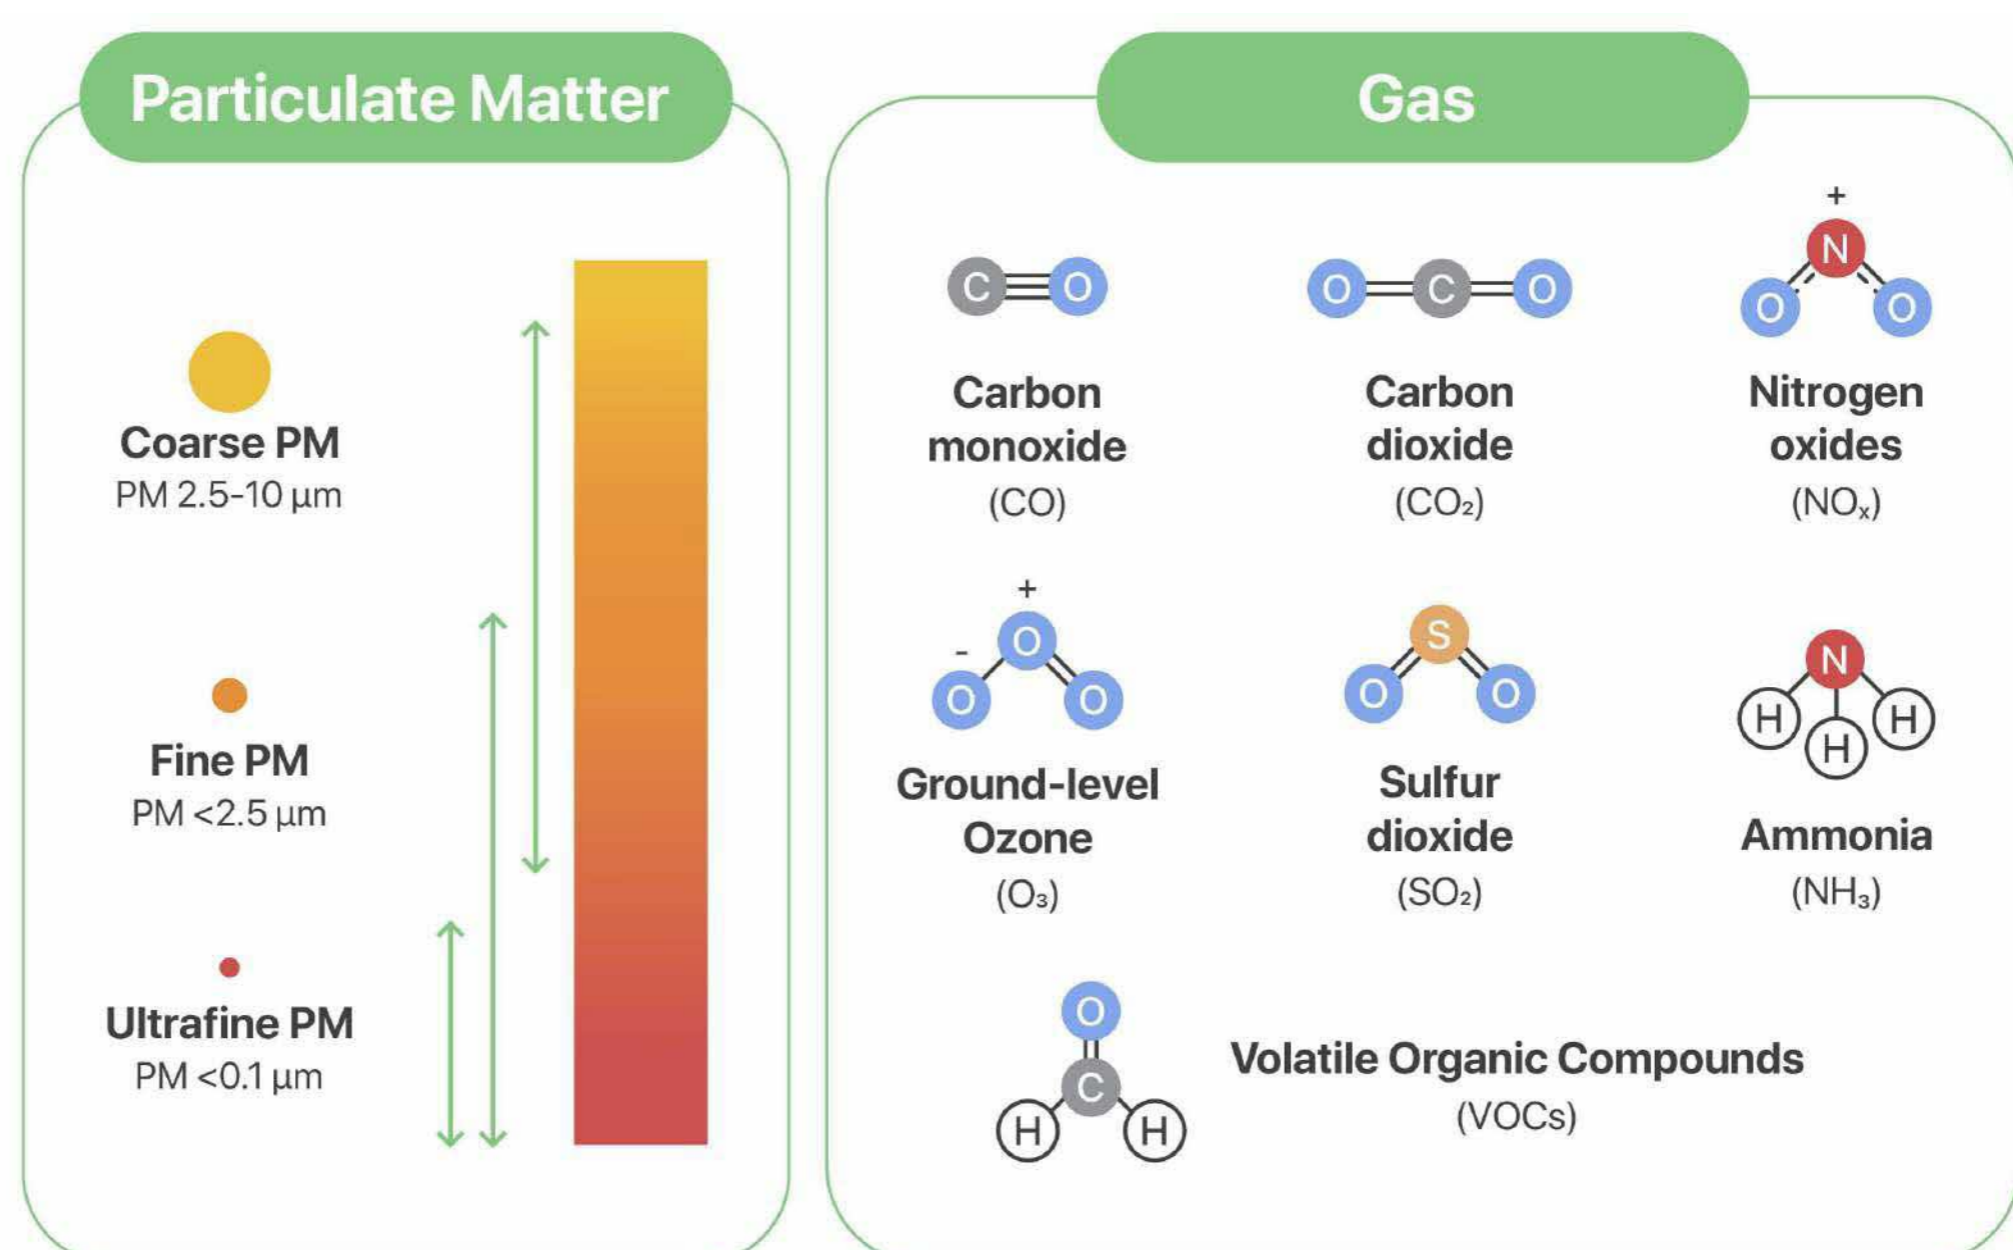 Particulate Matter
Coarse PM
PM 2.5-10 μm
Fine PM
PM <2.5 μm
Ultrafine PM
PM <0.1 μm
Gas
C O
Carbon
monoxide
(CO)
O C O
Carbon
dioxide
(CO₂)
+
N
O O
Nitrogen
oxides
(NOₓ)
+
-
O
O O
Ground-level
Ozone
(O₃)
S
O O
Sulfur
dioxide
(SO₂)
N
H H H
Ammonia
(NH₃)
O
C
H H
Volatile Organic Compounds
(VOCs)